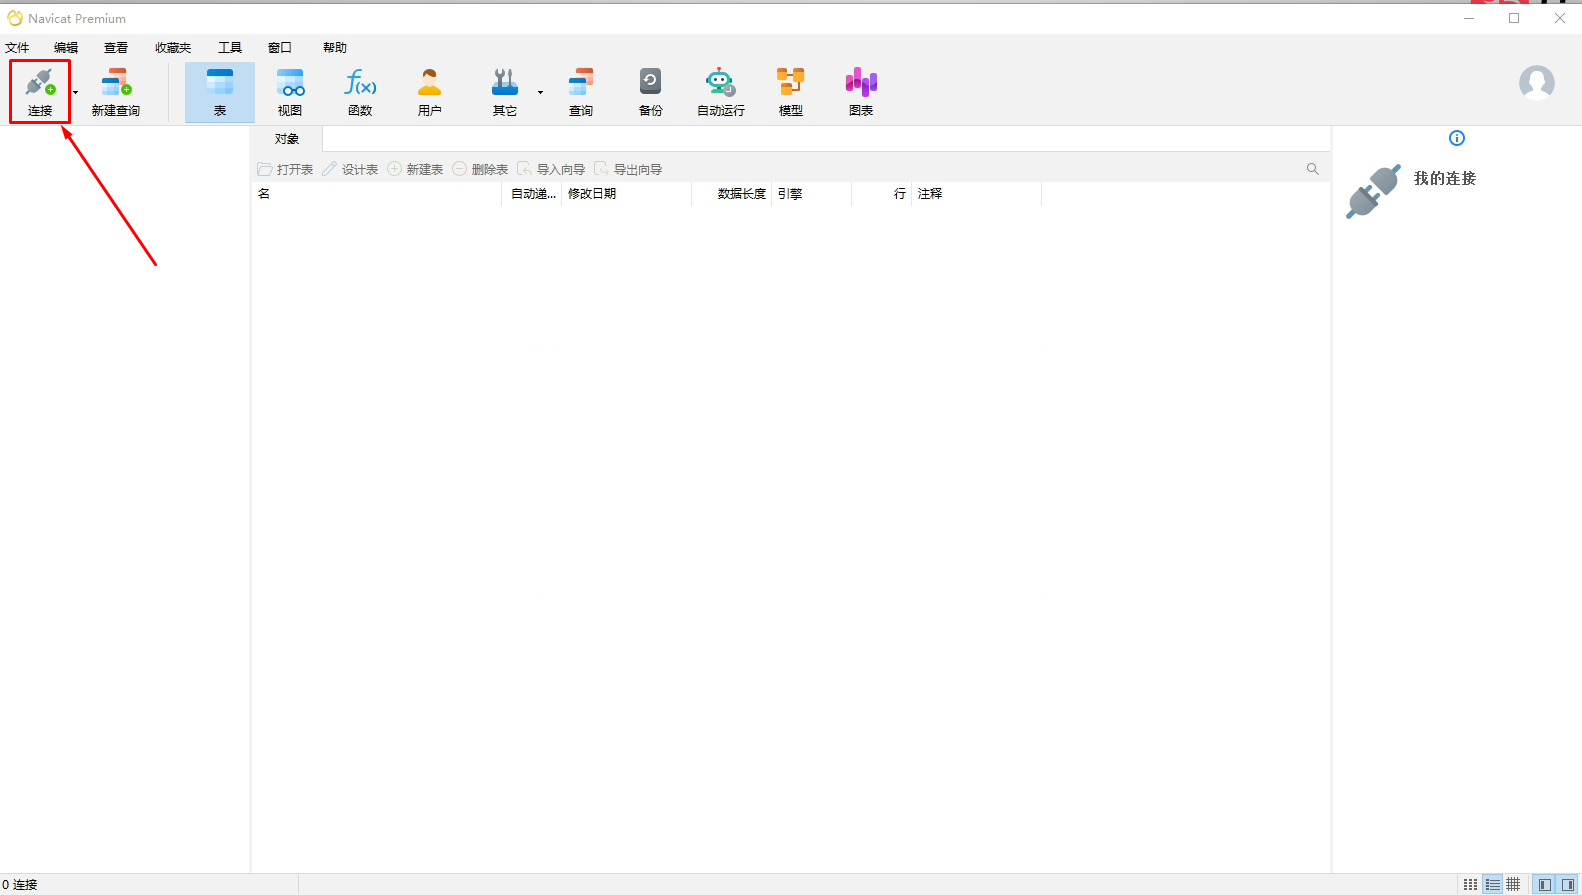 Navicat Premium
文件 编辑 查看 收藏夹 工具 窗口 帮助
连接 新建查询 表 视图 函数 用户 其它 查询 备份 自动运行 模型 图表
对象
打开表 设计表 新建表 删除表 导入向导 导出向导
名 自动递... 修改日期 数据长度 引擎 行 注释
我的连接
0 连接